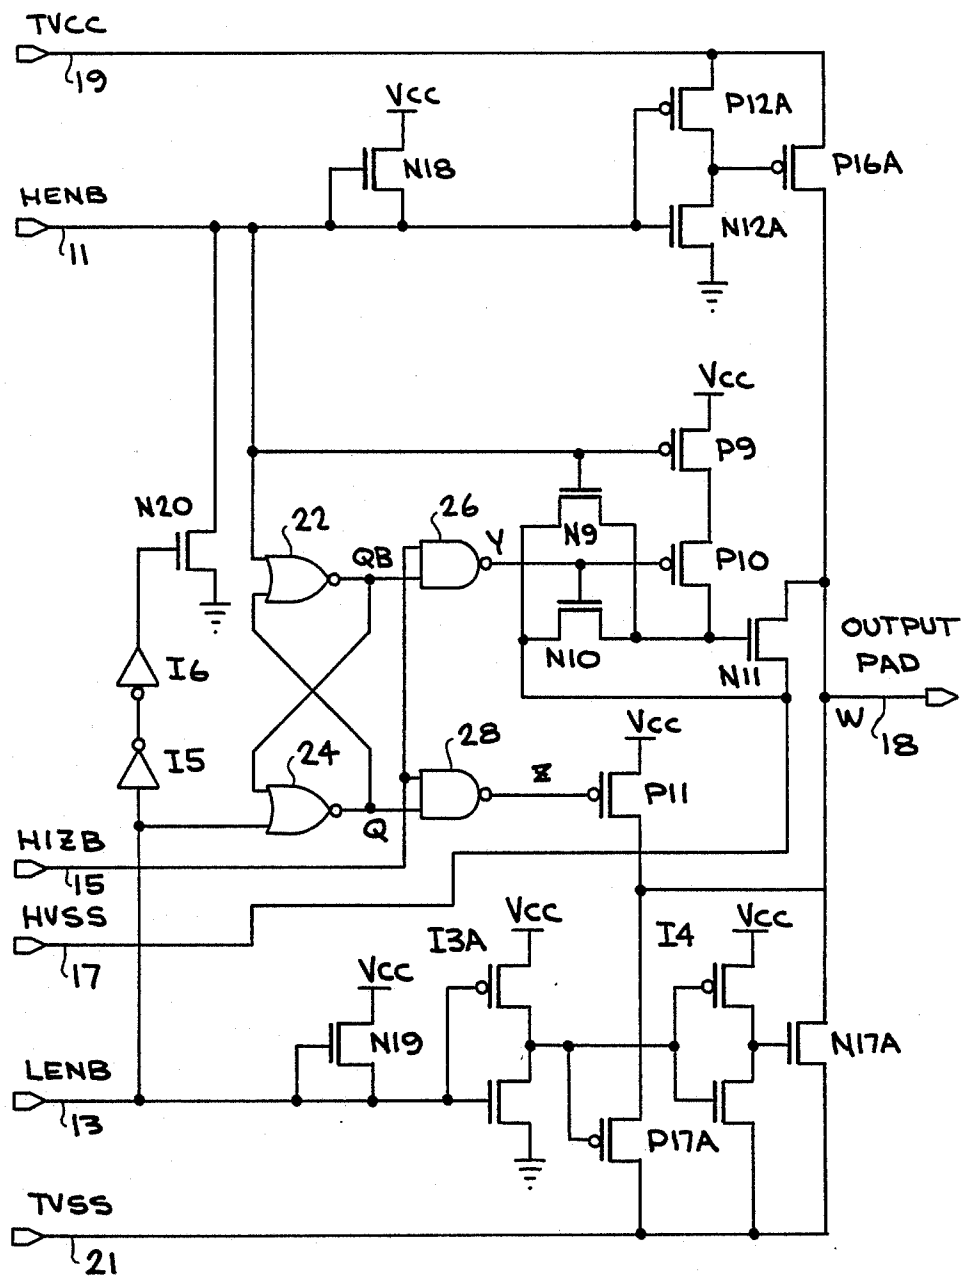 TVCC
19
VCC
P12A
N18
P16A
HENB
11
N12A
VCC
P9
N20
22
26
QB
Y
N9
P10
N10
OUTPUT
PAD
N11
I6
W
18
VCC
28
24
I5
Z
P11
Q
HIZB
15
HVSS
17
VCC
I3A
I4
VCC
VCC
N19
N17A
LENB
13
P17A
TVSS
21